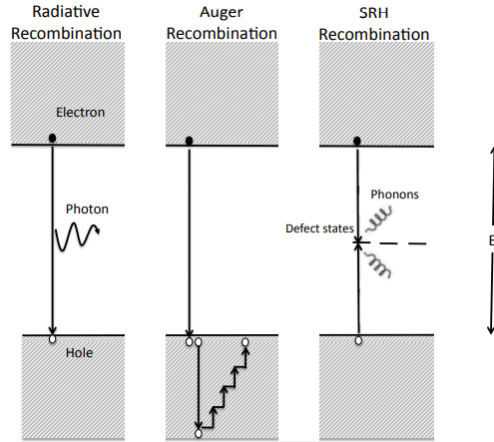 Radiative
Recombination
Auger
Recombination
SRH
Recombination
Electron
Photon
Phonons
Defect states
E
Hole